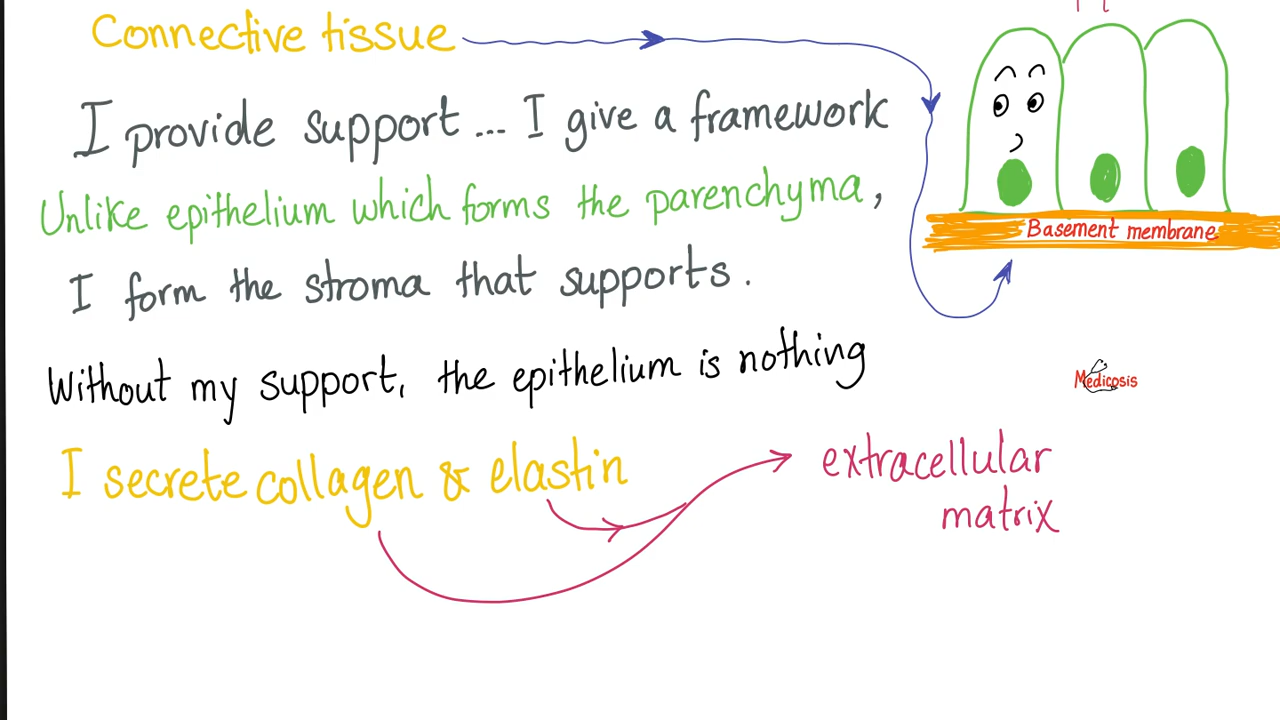 Connective tissue
I provide support... I give a framework
Unlike epithelium which forms the parenchyma,
I form the stroma that supports.
Basement membrane
Without my support, the epithelium is nothing
Medicosis
I secrete collagen & elastin
extracellular
matrix